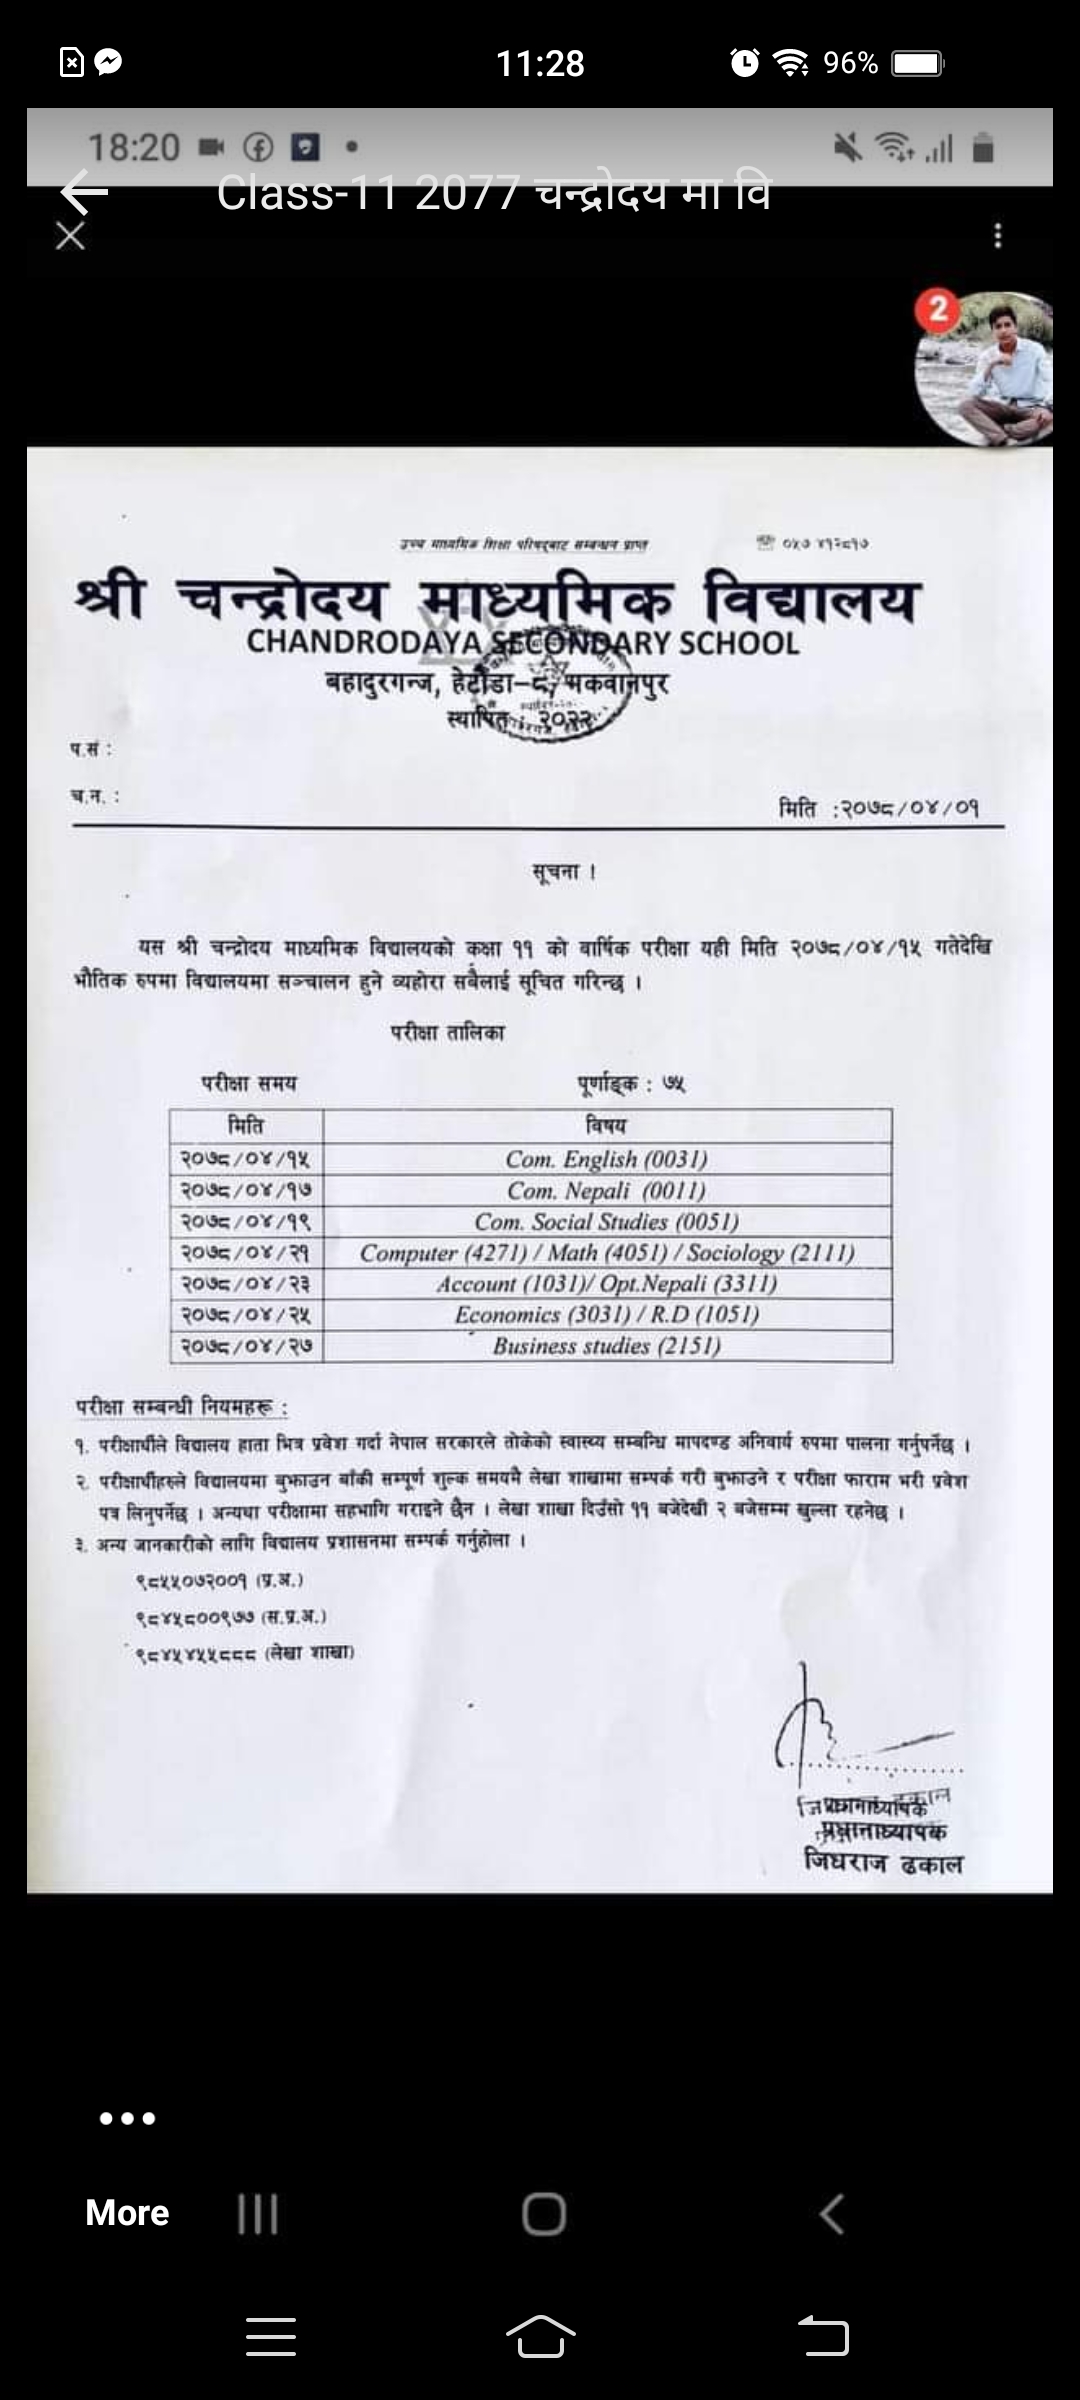 11:28
96%
18:20
Class-11 2077 चन्द्रोदय मा वि
2
उच्च माध्यमिक शिक्षा परिषद्बाट सम्बन्धन प्राप्त
०५७ ४१२८१७
श्री चन्द्रोदय माध्यमिक विद्यालय
CHANDRODAYA SECONDARY SCHOOL
बहादुरगन्ज, हेटौडा-८, मकवानपुर
स्थापित : २०२२
प.सं :
च.न. :
मिति :२०७८/०४/०१
सूचना ।
यस श्री चन्द्रोदय माध्यमिक विद्यालयको कक्षा ११ को बार्षिक परीक्षा यही मिति २०७८/०४/१५ गतेदेखि
भौतिक रुपमा विद्यालयमा सञ्चालन हुने व्यहोरा सबैलाई सूचित गरिन्छ ।
परीक्षा तालिका
परीक्षा समय पूर्णाङ्क : ७५
मिति विषय
२०७८/०४/१५ Com. English (0031)
२०७८/०४/१७ Com. Nepali (0011)
२०७८/०४/१९ Com. Social Studies (0051)
२०७८/०४/२१ Computer (4271) / Math (4051) / Sociology (2111)
२०७८/०४/२३ Account (1031)/ Opt.Nepali (3311)
२०७८/०४/२५ Economics (3031) / R.D (1051)
२०७८/०४/२७ Business studies (2151)
परीक्षा सम्बन्धी नियमहरू :
१. परीक्षार्थीले विद्यालय हाता भित्र प्रवेश गर्दा नेपाल सरकारले तोकेको स्वास्थ्य सम्बन्धि मापदण्ड अनिवार्य रुपमा पालना गर्नुपर्नेछ ।
२. परीक्षार्थीहरुले विद्यालयमा बुझाउन बाँकी सम्पूर्ण शुल्क समयमै लेखा शाखामा सम्पर्क गरी बुझाउने र परीक्षा फाराम भरी प्रवेश
पत्र लिनुपर्नेछ । अन्यथा परीक्षामा सहभागि गराइने छैन । लेखा शाखा दिउँसो ११ बजेदेखी २ बजेसम्म खुल्ला रहनेछ ।
३. अन्य जानकारीको लागि विद्यालय प्रशासनमा सम्पर्क गर्नुहोला ।
९८५५०७२००१ (प्र.अ.)
९८४५८००९७७ (स.प्र.अ.)
९८४५४५५८८८ (लेखा शाखा)
प्रधानाध्यापक
प्रधानाध्यापक
जिधराज ढकाल
More